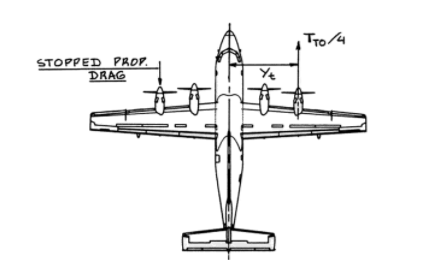 STOPPED PROP.
DRAG
T_TO/4
Y_t